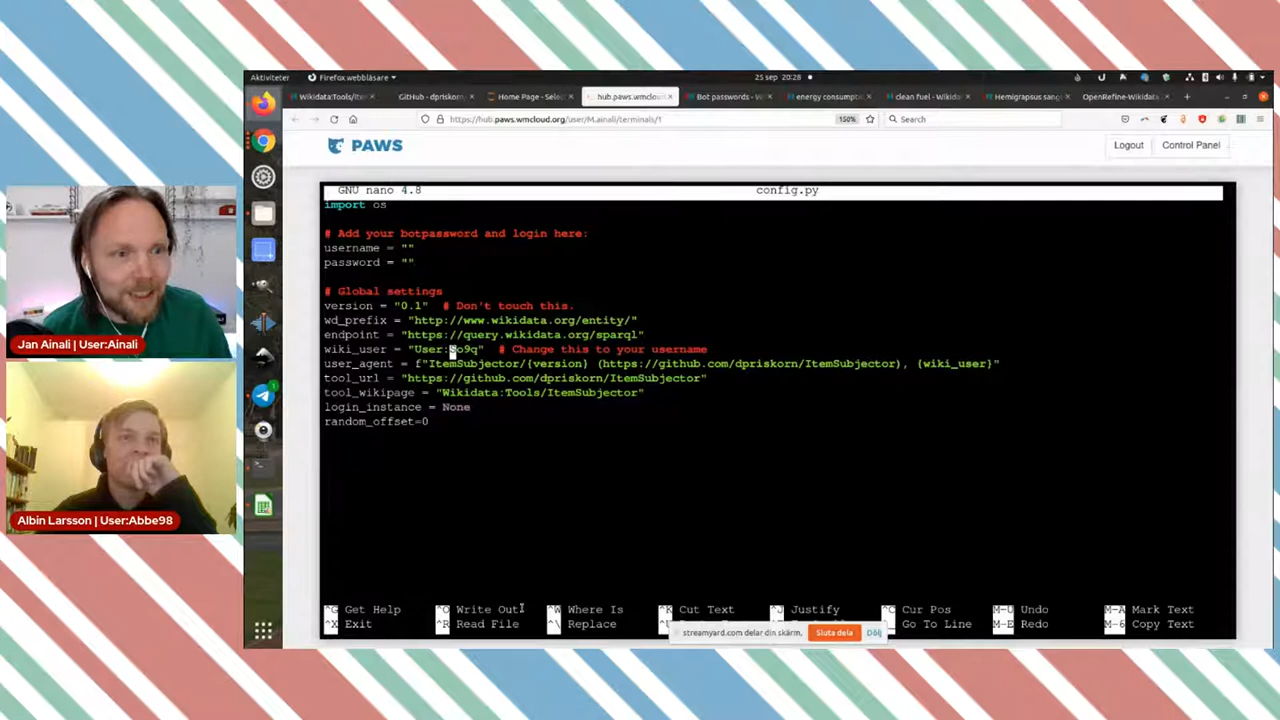 Aktiviteter
Firefox webbläsare
25 sep 20:28
Wikidata:Tools/Ite
GitHub - dpriskorn
Home Page - Sele
hub.paws.wmcloud
Bot passwords - W
energy consumpt
clean fuel - Wikida
Hemigrapsus sang
OpenRefine-Wikidat
https://hub.paws.wmcloud.org/user/M.ainali/terminals/1
150%
Search
PAWS
Logout
Control Panel
GNU nano 4.8
config.py
import os
# Add your botpassword and login here:
username = ""
password = ""
# Global settings
version = "0.1" # Don't touch this.
wd_prefix = "http://www.wikidata.org/entity/"
endpoint = "https://query.wikidata.org/sparql"
wiki_user = "User:So9q" # Change this to your username
user_agent = f"ItemSubjector/{version} (https://github.com/dpriskorn/ItemSubjector), {wiki_user}"
tool_url = "https://github.com/dpriskorn/ItemSubjector"
tool_wikipage = "Wikidata:Tools/ItemSubjector"
login_instance = None
random_offset=0
^G Get Help
^O Write Out
^W Where Is
^K Cut Text
^J Justify
^C Cur Pos
M-U Undo
M-A Mark Text
^X Exit
^R Read File
^\ Replace
^_ Go To Line
M-E Redo
M-6 Copy Text
streamyard.com delar din skärm.
Sluta dela
Dölj
Jan Ainali | User:Ainali
Albin Larsson | User:Abbe98